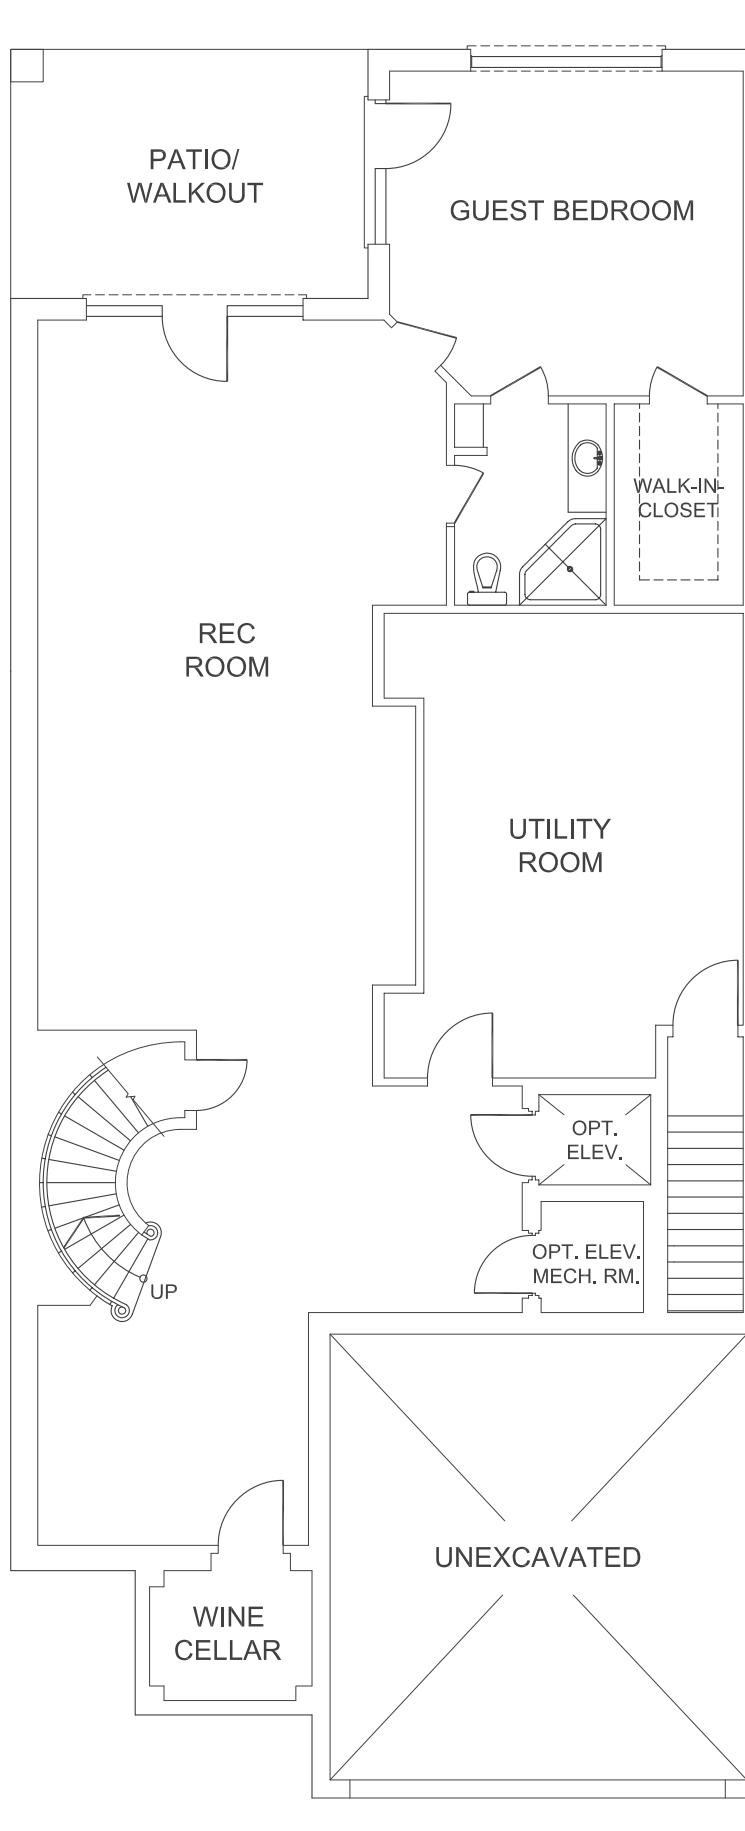 PATIO/
WALKOUT
GUEST BEDROOM
WALK-IN-
CLOSET
REC
ROOM
UTILITY
ROOM
OPT.
ELEV.
OPT. ELEV.
MECH. RM.
UP
UNEXCAVATED
WINE
CELLAR